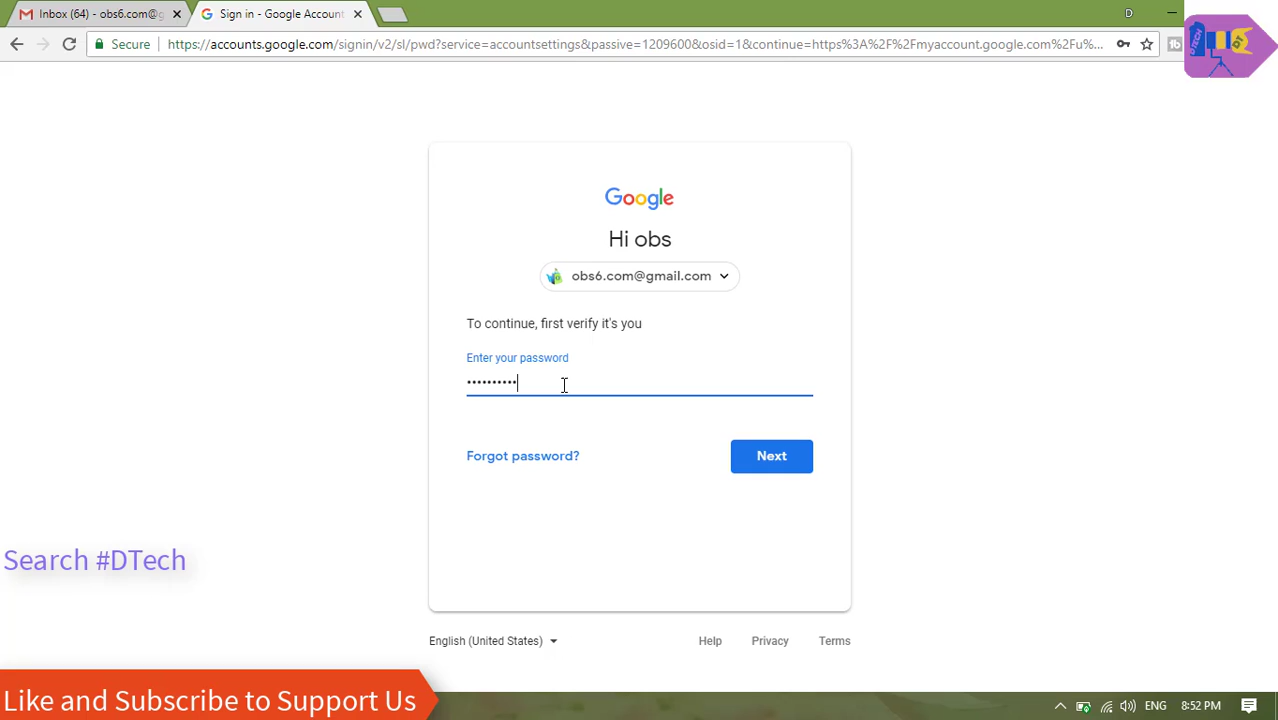 Inbox (64) - obs6.com@g
Sign in - Google Accoun
D
Secure
https://accounts.google.com/signin/v2/sl/pwd?service=accountsettings&passive=1209600&osid=1&continue=https%3A%2F%2Fmyaccount.google.com%2Fu%...
DTECH
DT
Google
Hi obs
obs6.com@gmail.com
To continue, first verify it's you
Enter your password
••••••••••
Forgot password?
Next
Search #DTech
English (United States)
Help
Privacy
Terms
Like and Subscribe to Support Us
ENG
8:52 PM